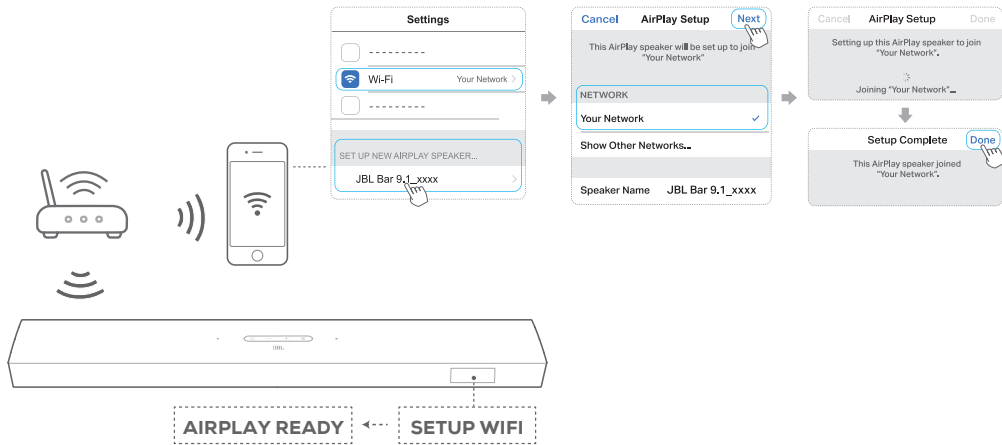 Settings
Wi-Fi
Your Network
SET UP NEW AIRPLAY SPEAKER...
JBL Bar 9.1_xxxx
Cancel AirPlay Setup Next
This AirPlay speaker will be set up to join
"Your Network"
NETWORK
Your Network
Show Other Networks...
Speaker Name JBL Bar 9.1_xxxx
Cancel AirPlay Setup Done
Setting up this AirPlay speaker to join
"Your Network".
Joining "Your Network"...
Setup Complete Done
This AirPlay speaker joined
"Your Network".
JBL
AIRPLAY READY
SETUP WIFI